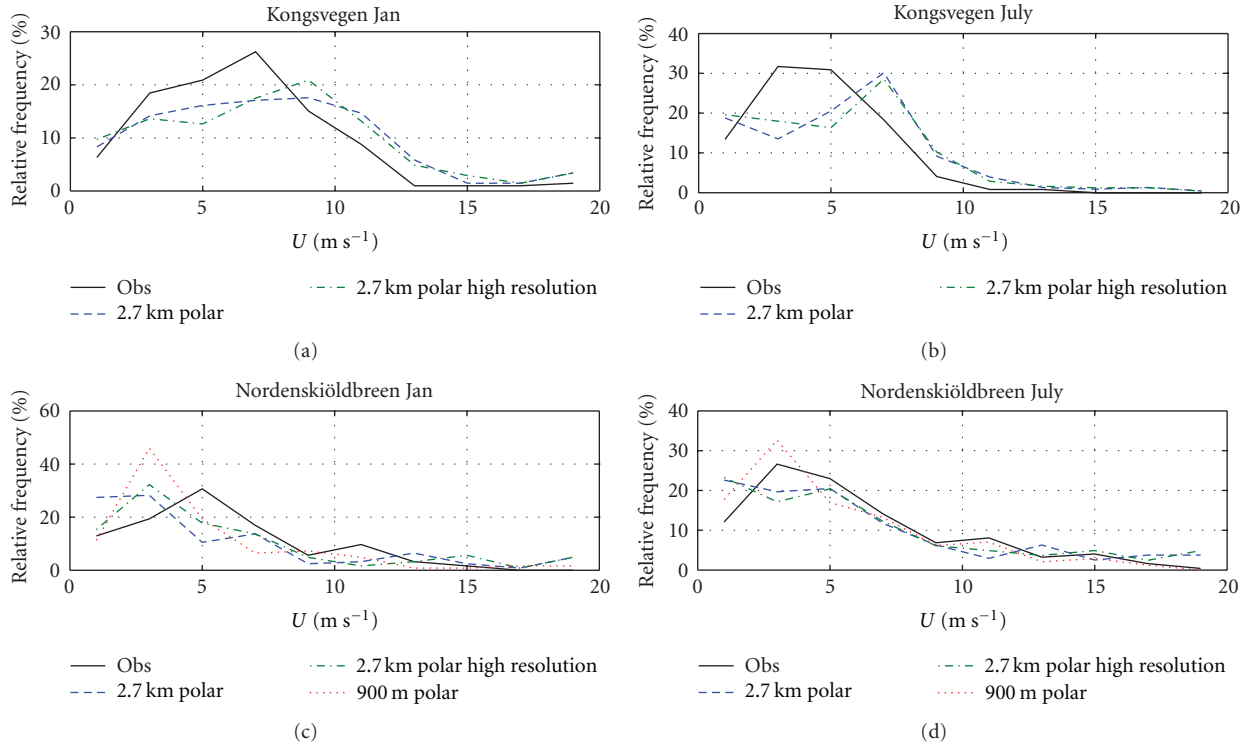 Kongsvegen Jan
Relative frequency (%)
30
20
10
0
0 5 10 15 20
U (m s−1)
Obs
2.7 km polar
2.7 km polar high resolution
(a)
Kongsvegen July
Relative frequency (%)
40
30
20
10
0
0 5 10 15 20
U (m s−1)
Obs
2.7 km polar
2.7 km polar high resolution
(b)
Nordenskiöldbreen Jan
Relative frequency (%)
60
40
20
0
0 5 10 15 20
U (m s−1)
Obs
2.7 km polar
2.7 km polar high resolution
900 m polar
(c)
Nordenskiöldbreen July
Relative frequency (%)
40
30
20
10
0
0 5 10 15 20
U (m s−1)
Obs
2.7 km polar
2.7 km polar high resolution
900 m polar
(d)